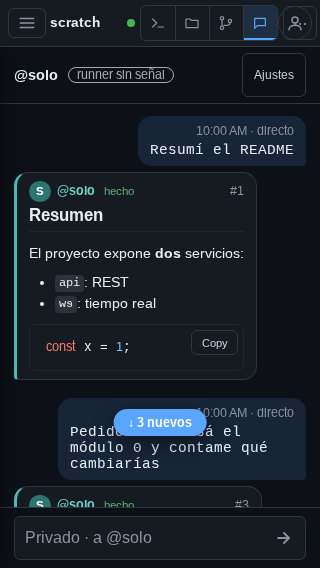 scratch
@solo runner sin señal Ajustes
10:00 AM · directo
Resumí el README
S @solo hecho #1
Resumen
El proyecto expone dos servicios:
• api: REST
• ws: tiempo real
const x = 1; Copy
10:00 AM · directo
↓ 3 nuevos
á el
módulo 0 y contame qué
cambiarías
S @solo hecho #3
Privado · a @solo